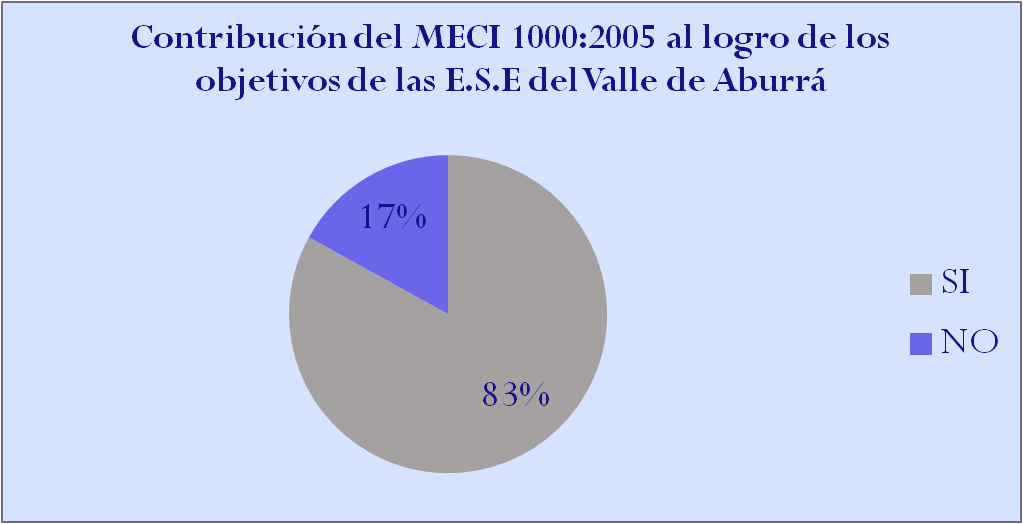 Contribución del MECI 1000:2005 al logro de los
objetivos de las E.S.E del Valle de Aburrá
17%
83%
SI
NO